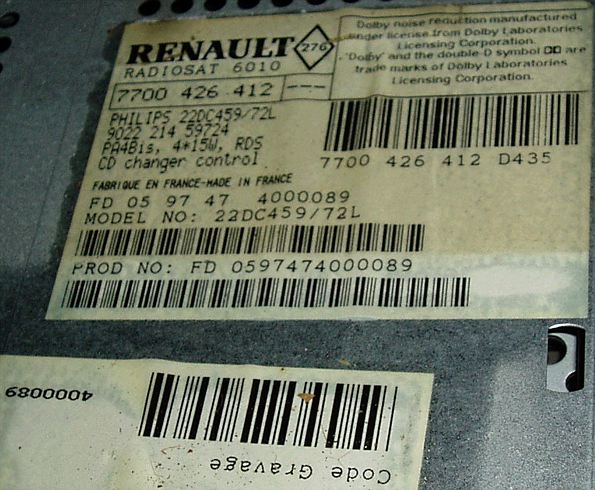 RENAULT 276
RADIOSAT 6010
7700 426 412 ---
Dolby noise reduction manufactured
under license from Dolby Laboratories
Licensing Corporation.
'Dolby' and the double-D symbol are
trade marks of Dolby Laboratories
Licensing Corporation.
PHILIPS 22DC459/72L
9022 214 59724
PA4Bis, 4*15W, RDS
CD changer control
7700 426 412 D435
FABRIQUE EN FRANCE-MADE IN FRANCE
FD 05 97 47 4000089
MODEL NO: 22DC459/72L
PROD NO: FD 0597474000089
4000089
Code Gravage